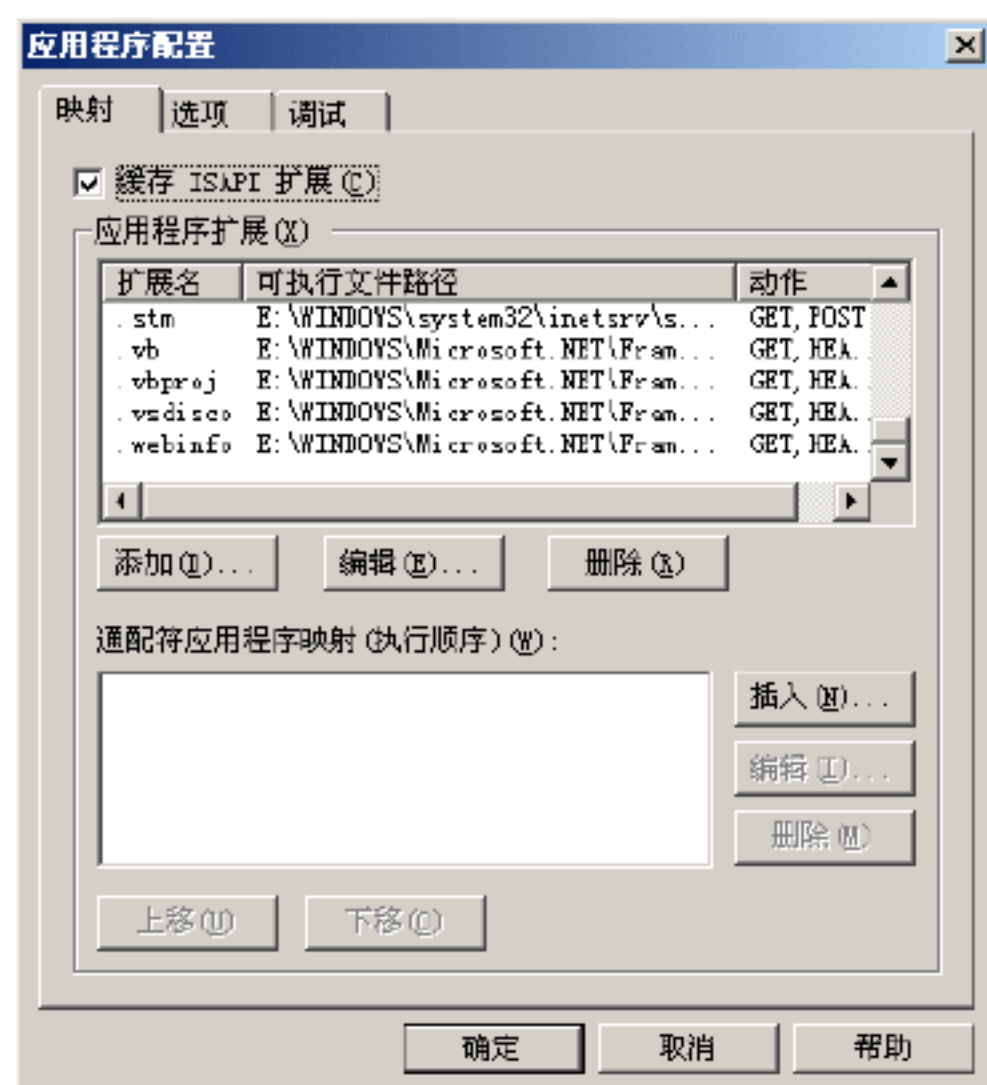 应用程序配置
映射 选项 调试
缓存 ISAPI 扩展(C)
应用程序扩展(X)
扩展名 可执行文件路径 动作
.stm E:\WINDOWS\system32\inetsrv\s... GET, POST
.vb E:\WINDOWS\Microsoft.NET\Fram... GET, HEA..
.vbproj E:\WINDOWS\Microsoft.NET\Fram... GET, HEA..
.vsdisco E:\WINDOWS\Microsoft.NET\Fram... GET, HEA..
.webinfo E:\WINDOWS\Microsoft.NET\Fram... GET, HEA..
添加(D)... 编辑(E)... 删除(R)
通配符应用程序映射(执行顺序)(W):
插入(N)...
编辑(I)...
删除(M)
上移(U) 下移(O)
确定 取消 帮助